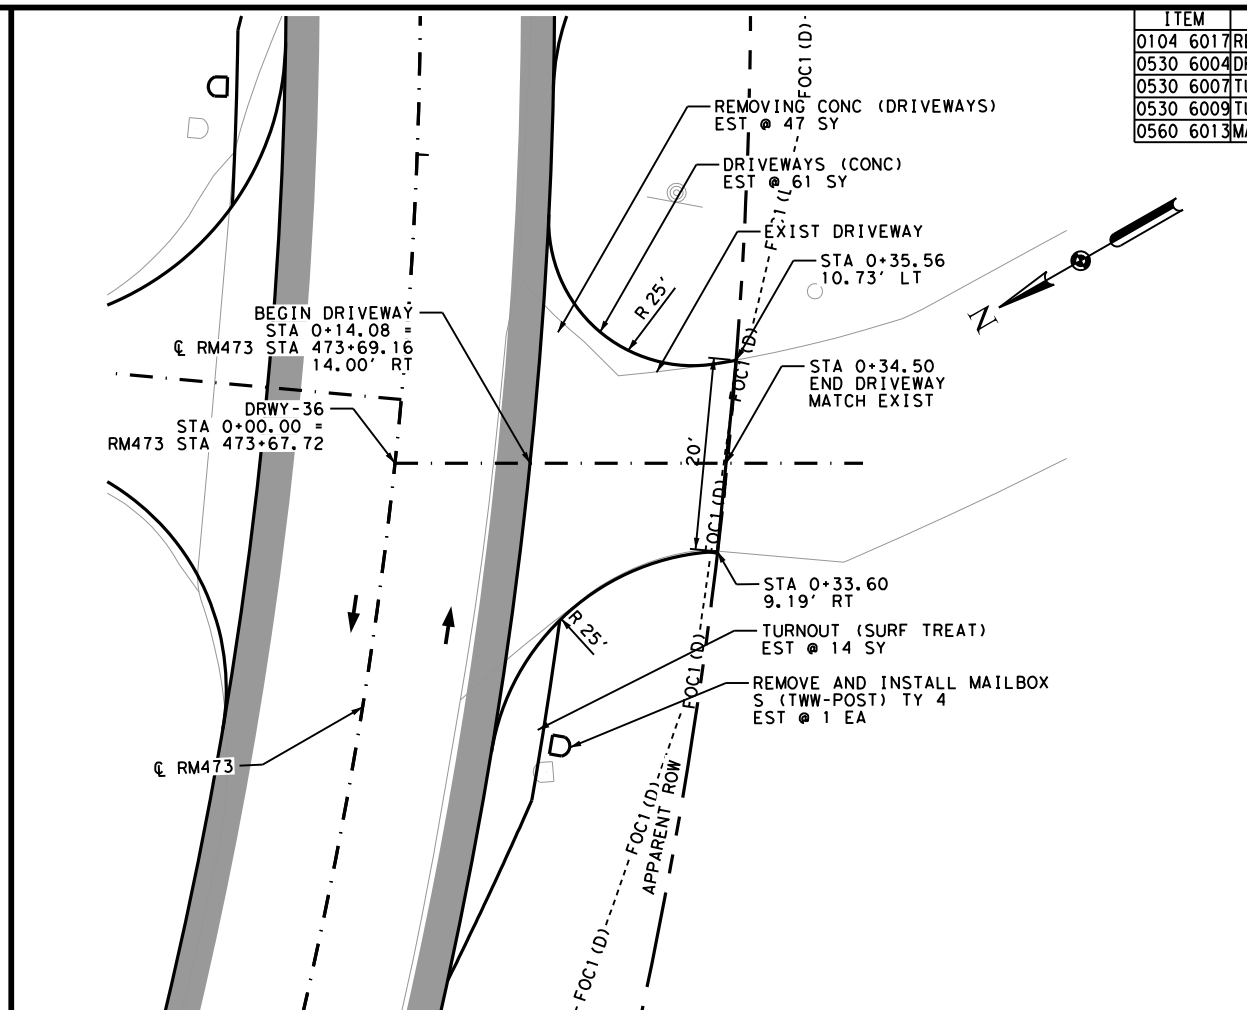 ITEM
0104 6017
0530 6004
0530 6007
0530 6009
0560 6013
FOC1 (D)
REMOVING CONC (DRIVEWAYS)
EST @ 47 SY
DRIVEWAYS (CONC)
EST @ 61 SY
EXIST DRIVEWAY
STA 0+35.56
10.73' LT
N
R 25'
BEGIN DRIVEWAY
STA 0+14.08 =
℄ RM473 STA 473+69.16
14.00' RT
FOC1 (D)
STA 0+34.50
END DRIVEWAY
MATCH EXIST
DRWY-36
STA 0+00.00 =
RM473 STA 473+67.72
20'
FOC1 (D)
STA 0+33.60
9.19' RT
R 25'
TURNOUT (SURF TREAT)
EST @ 14 SY
FOC1 (D)
REMOVE AND INSTALL MAILBOX
S (TWW-POST) TY 4
EST @ 1 EA
℄ RM473
FOC1 (D)
APPARENT ROW
FOC1 (D)